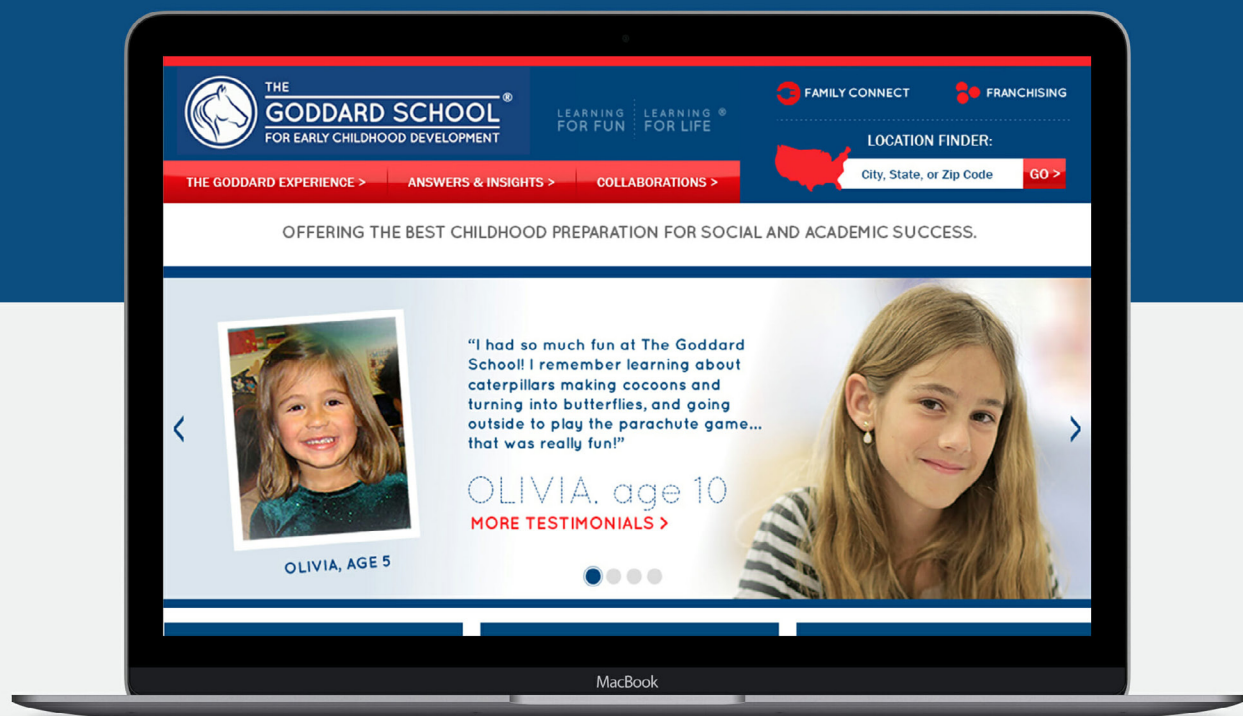 THE
GODDARD SCHOOL®
FOR EARLY CHILDHOOD DEVELOPMENT
LEARNING FOR FUN
LEARNING ® FOR LIFE
FAMILY CONNECT
FRANCHISING
LOCATION FINDER:
City, State, or Zip Code
GO >
THE GODDARD EXPERIENCE >
ANSWERS & INSIGHTS >
COLLABORATIONS >
OFFERING THE BEST CHILDHOOD PREPARATION FOR SOCIAL AND ACADEMIC SUCCESS.
“I had so much fun at The Goddard
School! I remember learning about
caterpillars making cocoons and
turning into butterflies, and going
outside to play the parachute game...
that was really fun!”
OLIVIA. age 10
MORE TESTIMONIALS >
OLIVIA, AGE 5
MacBook